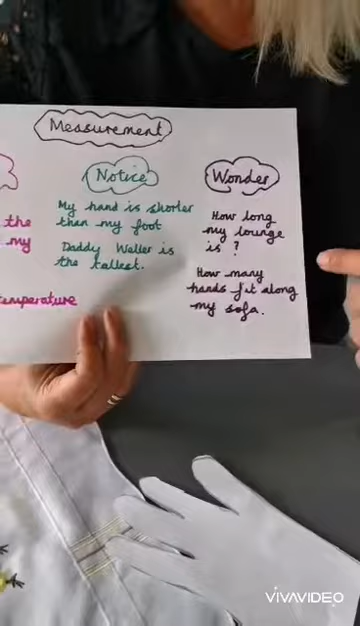 Measurement
Notice
My hand is shorter
than my foot
Daddy Waller is
the tallest.
Wonder
How long
my lounge
is ?
How many
hands fit along
my sofa.
the
my
temperature
VIVAVIDEO